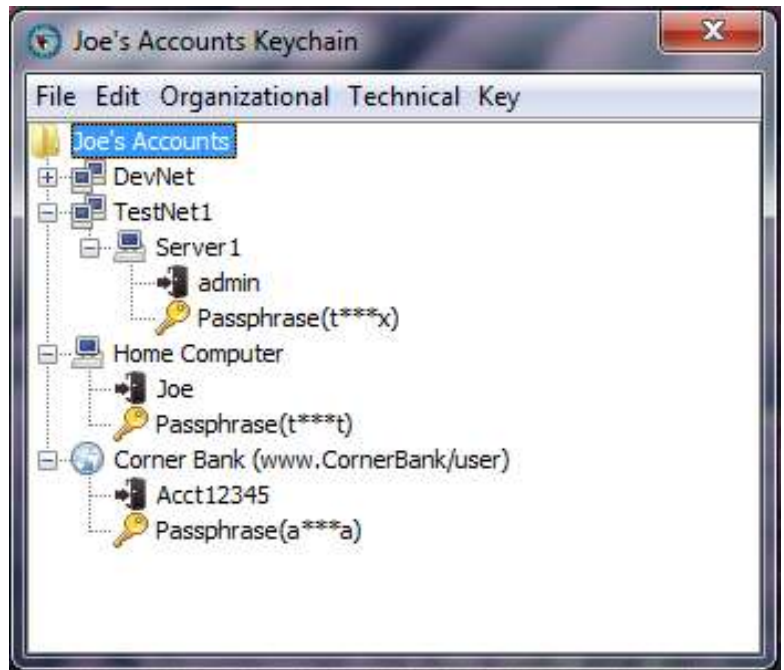 Joe's Accounts Keychain
File Edit Organizational Technical Key
Joe's Accounts
DevNet
TestNet1
Server1
admin
Passphrase(t***x)
Home Computer
Joe
Passphrase(t***t)
Corner Bank (www.CornerBank/user)
Acct12345
Passphrase(a***a)